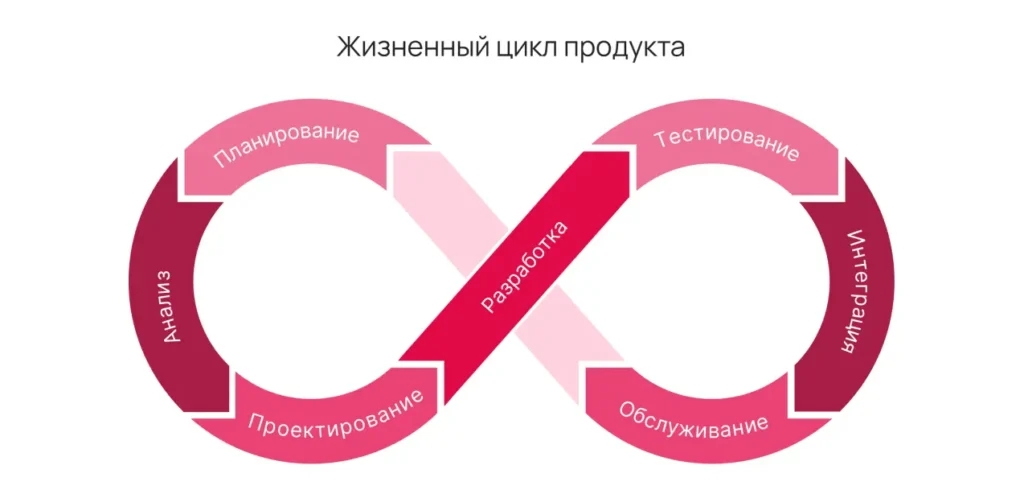 Жизненный цикл продукта
Планирование
Анализ
Проектирование
Разработка
Тестирование
Интеграция
Обслуживание